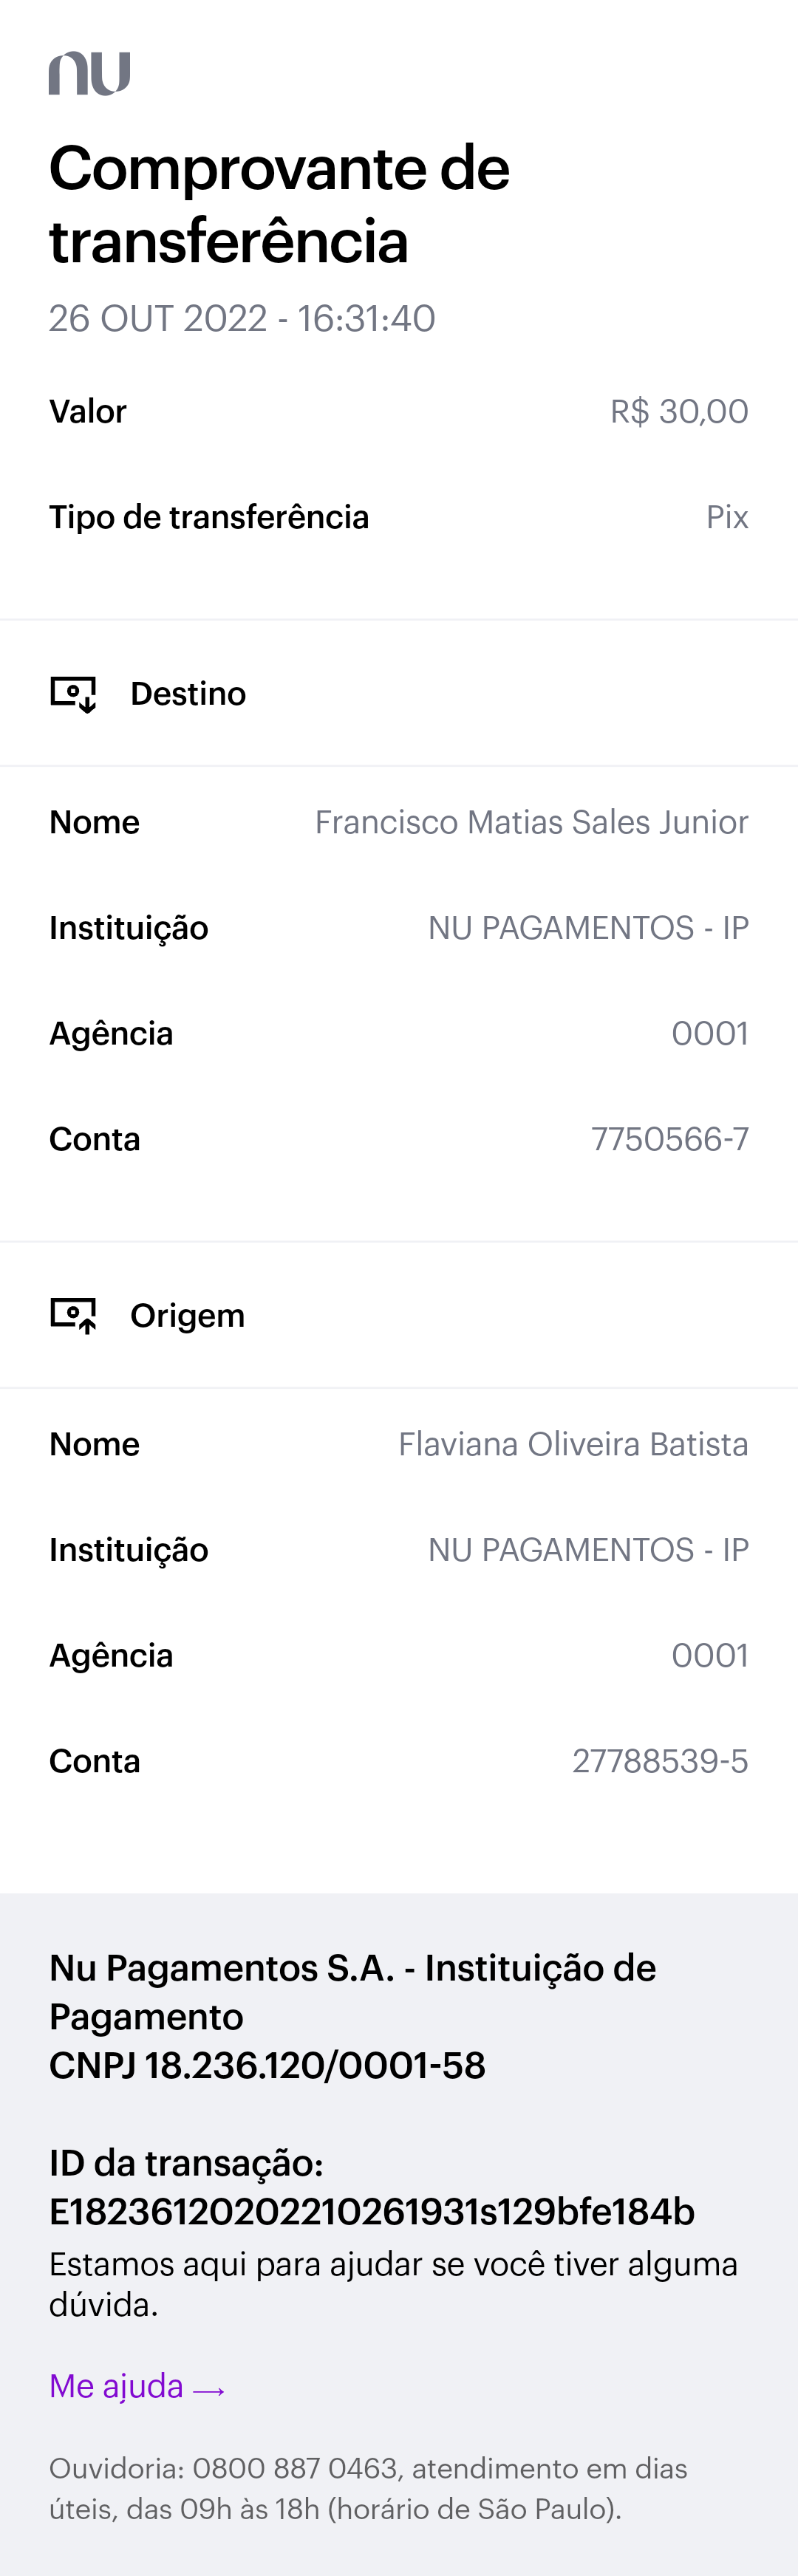 nu
Comprovante de
transferência
26 OUT 2022 - 16:31:40
Valor R$ 30,00
Tipo de transferência Pix
Destino
Nome Francisco Matias Sales Junior
Instituição NU PAGAMENTOS - IP
Agência 0001
Conta 7750566-7
Origem
Nome Flaviana Oliveira Batista
Instituição NU PAGAMENTOS - IP
Agência 0001
Conta 27788539-5
Nu Pagamentos S.A. - Instituição de
Pagamento
CNPJ 18.236.120/0001-58
ID da transação:
E18236120202210261931s129bfe184b
Estamos aqui para ajudar se você tiver alguma
dúvida.
Me ajuda →
Ouvidoria: 0800 887 0463, atendimento em dias
úteis, das 09h às 18h (horário de São Paulo).